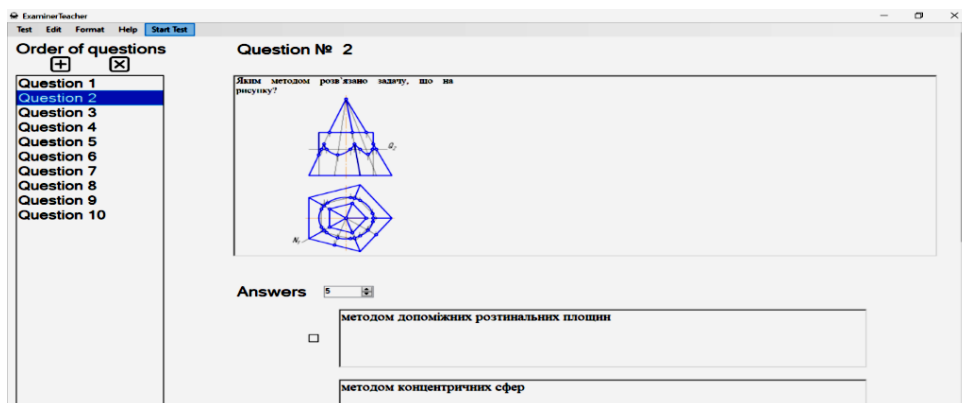 ExaminerTeacher
Test Edit Format Help Start Test
Order of questions
Question 1
Question 2
Question 3
Question 4
Question 5
Question 6
Question 7
Question 8
Question 9
Question 10
Question № 2
Яким методом розв'язано задачу, що на
рисунку?
Q₂
Answers 5
методом допоміжних розтинальних площин
методом концентричних сфер